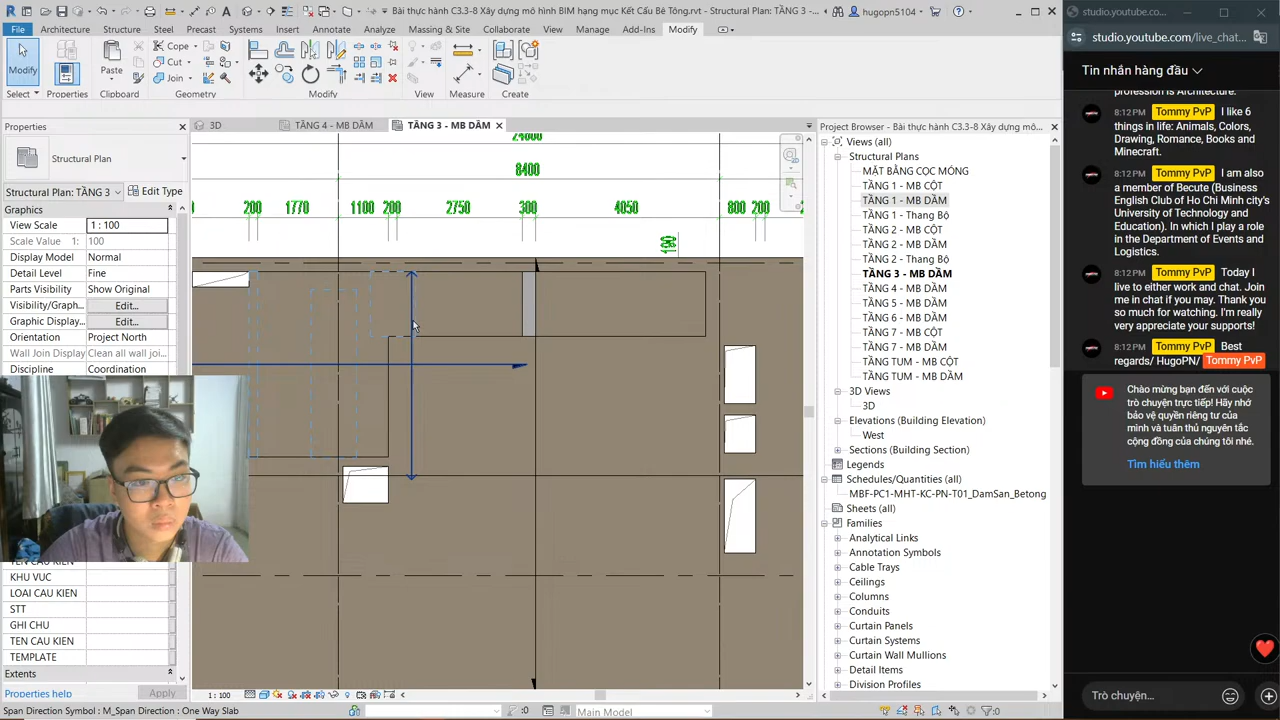 Bài thực hành C3.3-8 Xây dựng mô hình BIM hạng mục Kết Cấu Bê Tông.rvt - Structural Plan: TẦNG 3 -...
hugopn5104
studio.youtube.co...
File Architecture Structure Steel Precast Systems Insert Annotate Analyze Massing & Site Collaborate View Manage Add-Ins Modify
studio.youtube.com/live_chat...
Modify
Properties
Paste
Cope
Cut
Join
Select Properties Clipboard Geometry Modify View Measure Create
Tin nhắn hàng đầu
Properties
3D
TẦNG 4 - MB DẦM
TẦNG 3 - MB DẦM
Project Browser - Bài thực hành C3.3-8 Xây dựng mô...
Structural Plan
Structural Plan: TẦNG 3
Edit Type
Graphics
View Scale 1 : 100
Scale Value 1: 100
Display Model Normal
Detail Level Fine
Parts Visibility Show Original
Visibility/Graph... Edit...
Graphic Display... Edit...
Orientation Project North
Wall Join Display Clean all wall joi...
Discipline Coordination
KHU VUC
LOAI CAU KIEN
STT
GHI CHU
TEN CAU KIEN
TEMPLATE
Extents
Properties help
Apply
8400
200 1770 1100 200 2750 300 4050 800 200
Views (all)
Structural Plans
MẶT BẰNG CỌC MÓNG
TẦNG 1 - MB CỘT
TẦNG 1 - MB DẦM
TẦNG 1 - Thang Bộ
TẦNG 2 - MB CỘT
TẦNG 2 - MB DẦM
TẦNG 2 - Thang Bộ
TẦNG 3 - MB DẦM
TẦNG 4 - MB DẦM
TẦNG 5 - MB DẦM
TẦNG 6 - MB DẦM
TẦNG 7 - MB CỘT
TẦNG 7 - MB DẦM
TẦNG TUM - MB CỘT
TẦNG TUM - MB DẦM
3D Views
3D
Elevations (Building Elevation)
West
Sections (Building Section)
Legends
Schedules/Quantities (all)
MBF-PC1-MHT-KC-PN-T01_DamSan_Betong
Sheets (all)
Families
Analytical Links
Annotation Symbols
Cable Trays
Ceilings
Columns
Conduits
Curtain Panels
Curtain Systems
Curtain Wall Mullions
Detail Items
Division Profiles
1 : 100
Span Direction Symbol : M_Span Direction : One Way Slab
:0
Main Model
:0
profession is Architecture.
8:12 PM Tommy PvP I like 6
things in life: Animals, Colors,
Drawing, Romance, Books and
Minecraft.
8:12 PM Tommy PvP I am also
a member of Becute (Business
English Club of Ho Chi Minh city's
University of Technology and
Education). In which I play a role
in the Department of Events and
Logistics.
8:12 PM Tommy PvP Today I
live to either work and chat. Join
me in chat if you may. Thank you
so much for watching. I'm really
very appreciate your supports!
8:12 PM Tommy PvP Best
regards/ HugoPN/ Tommy PvP
Chào mừng bạn đến với cuộc
trò chuyện trực tiếp! Hãy nhớ
bảo vệ quyền riêng tư của
mình và tuân thủ nguyên tắc
cộng đồng của chúng tôi nhé.
Tìm hiểu thêm
Trò chuyện...